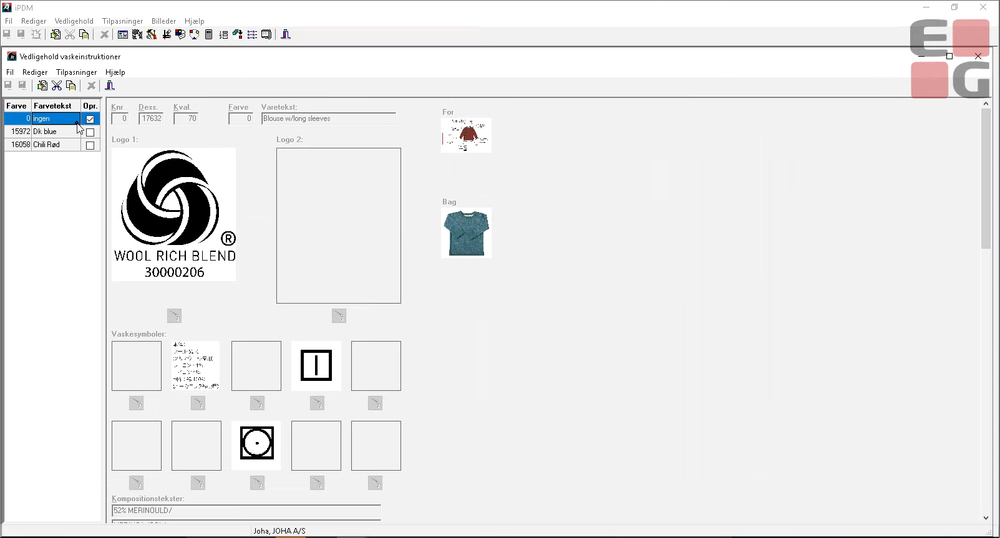 iPDM
Fil Rediger Vedligehold Tilpasninger Billeder Hjælp
EG
Vedligehold vaskeinstruktioner
Fil Rediger Tilpasninger Hjælp
Farve Farvetekst Opr.
0 ingen
15972 Dk blue
16058 Chili Rød
Knr Dess. Kval. Farve Varetekst:
0 17632 70 0 Blouse w/long sleeves
For
Logo 1: Logo 2:
®
WOOL RICH BLEND
30000206
Bag
Vaskesymboler:
Kompositionstekster:
52% MERINOULD/
Joha, JOHA A/S